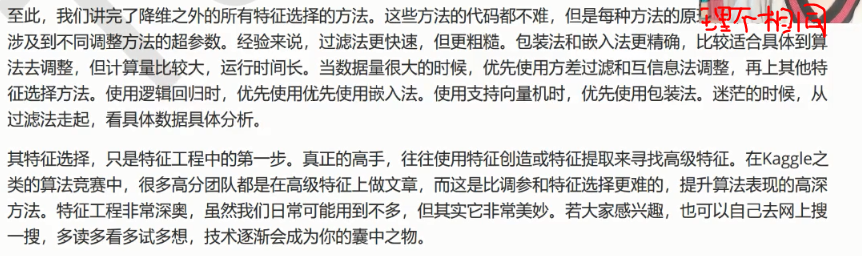 至此，我们讲完了降维之外的所有特征选择的方法。这些方法的代码都不难，但是每种方法的原理不相同
涉及到不同调整方法的超参数。经验来说，过滤法更快速，但更粗糙。包装法和嵌入法更精确，比较适合具体到算
法去调整，但计算量比较大，运行时间长。当数据量很大的时候，优先使用方差过滤和互信息法调整，再上其他特
征选择方法。使用逻辑回归时，优先使用优先使用嵌入法。使用支持向量机时，优先使用包装法。迷茫的时候，从
过滤法走起，看具体数据具体分析。
其特征选择，只是特征工程中的第一步。真正的高手，往往使用特征创造或特征提取来寻找高级特征。在Kaggle之
类的算法竞赛中，很多高分团队都是在高级特征上做文章，而这是比调参和特征选择更难的，提升算法表现的高深
方法。特征工程非常深奥，虽然我们日常可能用到不多，但其实它非常美妙。若大家感兴趣，也可以自己去网上搜
一搜，多读多看多试多想，技术逐渐会成为你的囊中之物。